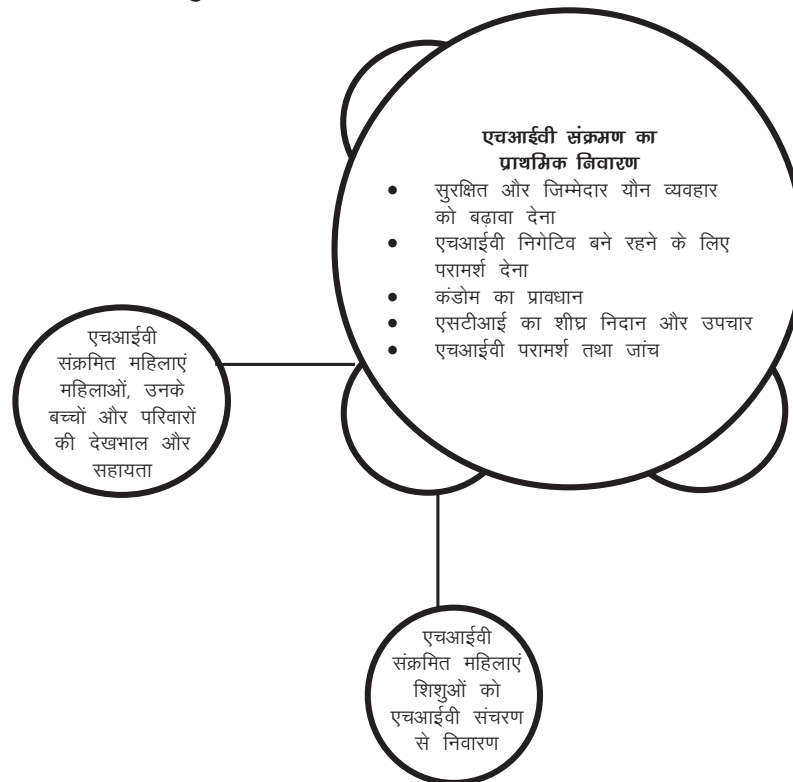 एचआईवी संक्रमण का
प्राथमिक निवारण
• सुरक्षित और जिम्मेदार यौन व्यवहार
को बढ़ावा देना
• एचआईवी निगेटिव बने रहने के लिए
परामर्श देना
• कंडोम का प्रावधान
• एसटीआई का शीघ्र निदान और उपचार
• एचआईवी परामर्श तथा जांच
एचआईवी
संक्रमित महिलाएं
महिलाओं, उनके
बच्चों और परिवारों
की देखभाल और
सहायता
एचआईवी
संक्रमित महिलाएं
शिशुओं को
एचआईवी संचरण
से निवारण